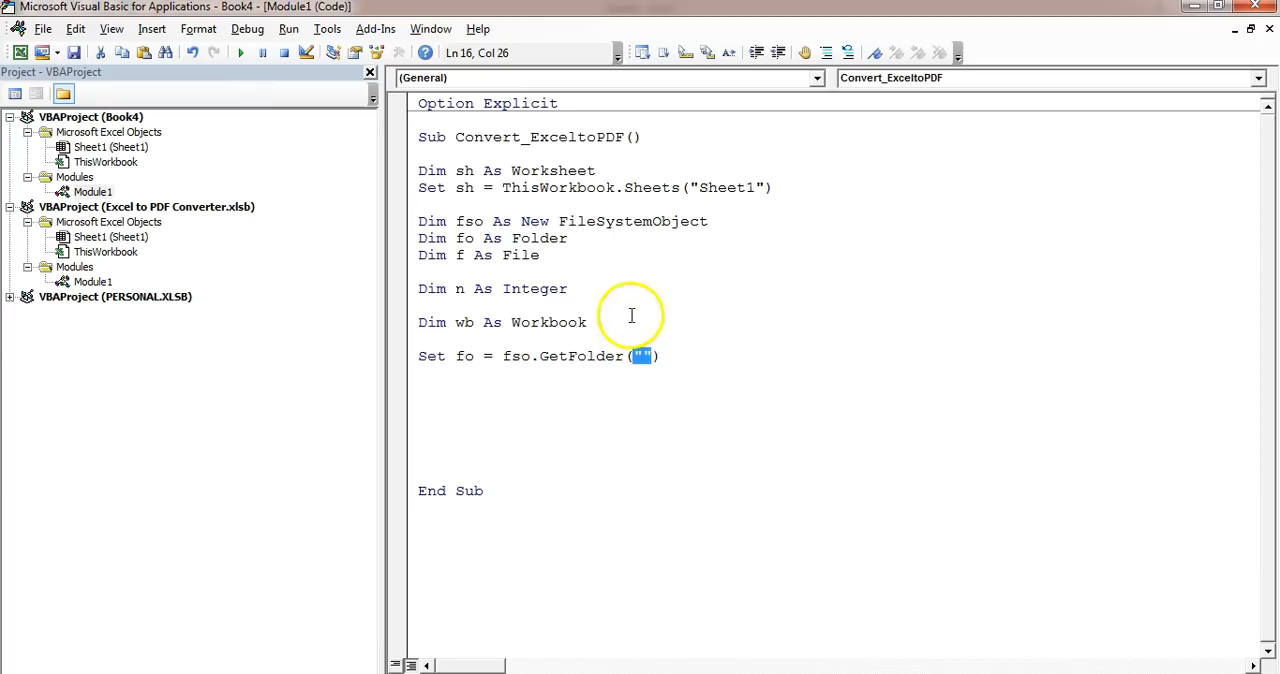 Microsoft Visual Basic for Applications - Book4 - [Module1 (Code)]
File Edit View Insert Format Debug Run Tools Add-Ins Window Help
Ln 16, Col 26
Project - VBAProject
VBAProject (Book4)
Microsoft Excel Objects
Sheet1 (Sheet1)
ThisWorkbook
Modules
Module1
VBAProject (Excel to PDF Converter.xlsb)
Microsoft Excel Objects
Sheet1 (Sheet1)
ThisWorkbook
Modules
Module1
VBAProject (PERSONAL.XLSB)
(General)
Convert_ExceltoPDF
Option Explicit
Sub Convert_ExceltoPDF()
Dim sh As Worksheet
Set sh = ThisWorkbook.Sheets("Sheet1")
Dim fso As New FileSystemObject
Dim fo As Folder
Dim f As File
Dim n As Integer
Dim wb As Workbook
Set fo = fso.GetFolder("")
End Sub